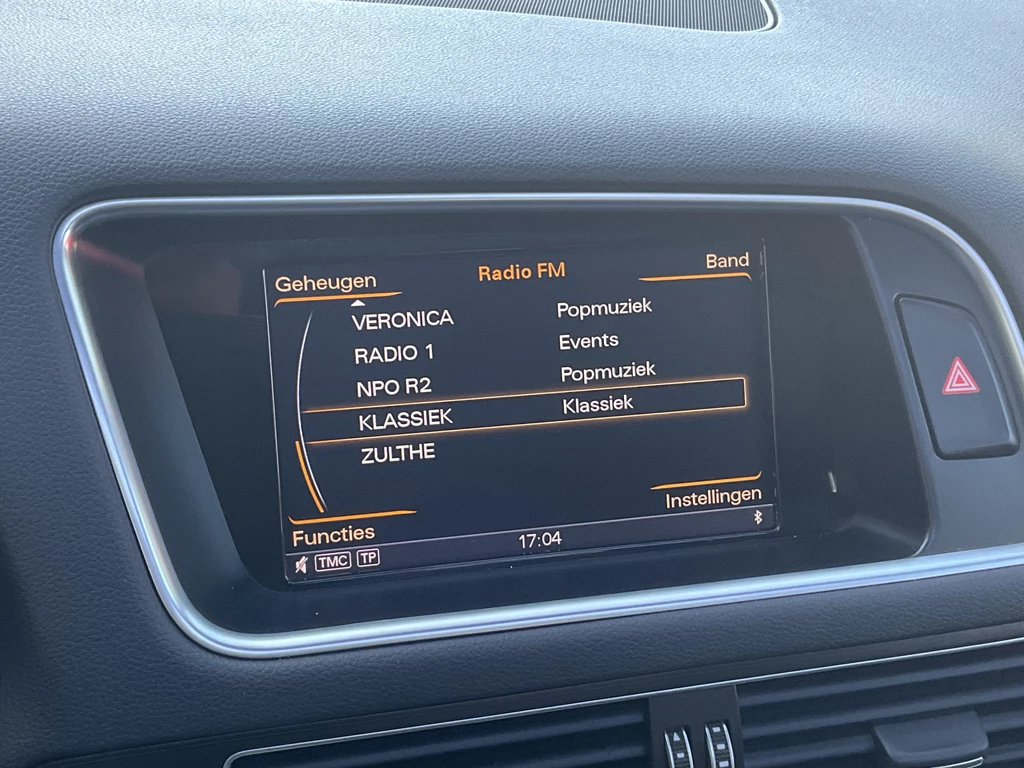 Geheugen Radio FM Band
VERONICA Popmuziek
RADIO 1 Events
NPO R2 Popmuziek
KLASSIEK Klassiek
ZULTHE
Functies Instellingen
TMC TP 17:04